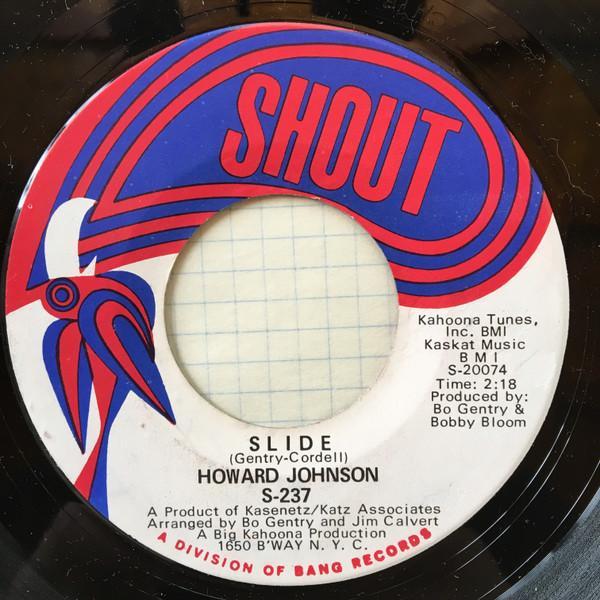 SHOUT
Kahoona Tunes,
Inc. BMI
Kaskat Music
B M I
S-20074
Time: 2:18
Produced by:
Bo Gentry &
Bobby Bloom
SLIDE
(Gentry-Cordell)
HOWARD JOHNSON
S-237
A Product of Kasenetz/Katz Associates
Arranged by Bo Gentry and Jim Calvert
A Big Kahoona Production
1650 B'WAY N. Y. C.
A DIVISION OF BANG RECORDS